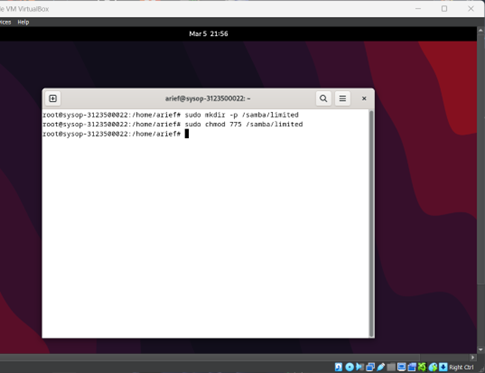 le VM VirtualBox
ices Help
Mar 5 21:56
arief@sysop-3123500022: ~
root@sysop-3123500022:/home/arief# sudo mkdir -p /samba/limited
root@sysop-3123500022:/home/arief# sudo chmod 775 /samba/limited
root@sysop-3123500022:/home/arief#
Right Ctrl